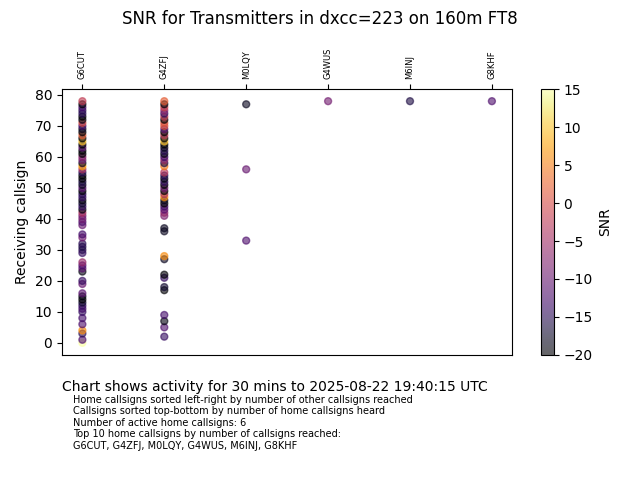 SNR for Transmitters in dxcc=223 on 160m FT8
G6CUT G4ZFJ M0LQY G4WUS M6INJ G8KHF
80
70
60
50
40
30
20
10
0
Receiving callsign
15
10
5
0
−5
−10
−15
−20
SNR
Chart shows activity for 30 mins to 2025-08-22 19:40:15 UTC
Home callsigns sorted left-right by number of other callsigns reached
Callsigns sorted top-bottom by number of home callsigns heard
Number of active home callsigns: 6
Top 10 home callsigns by number of callsigns reached:
G6CUT, G4ZFJ, M0LQY, G4WUS, M6INJ, G8KHF